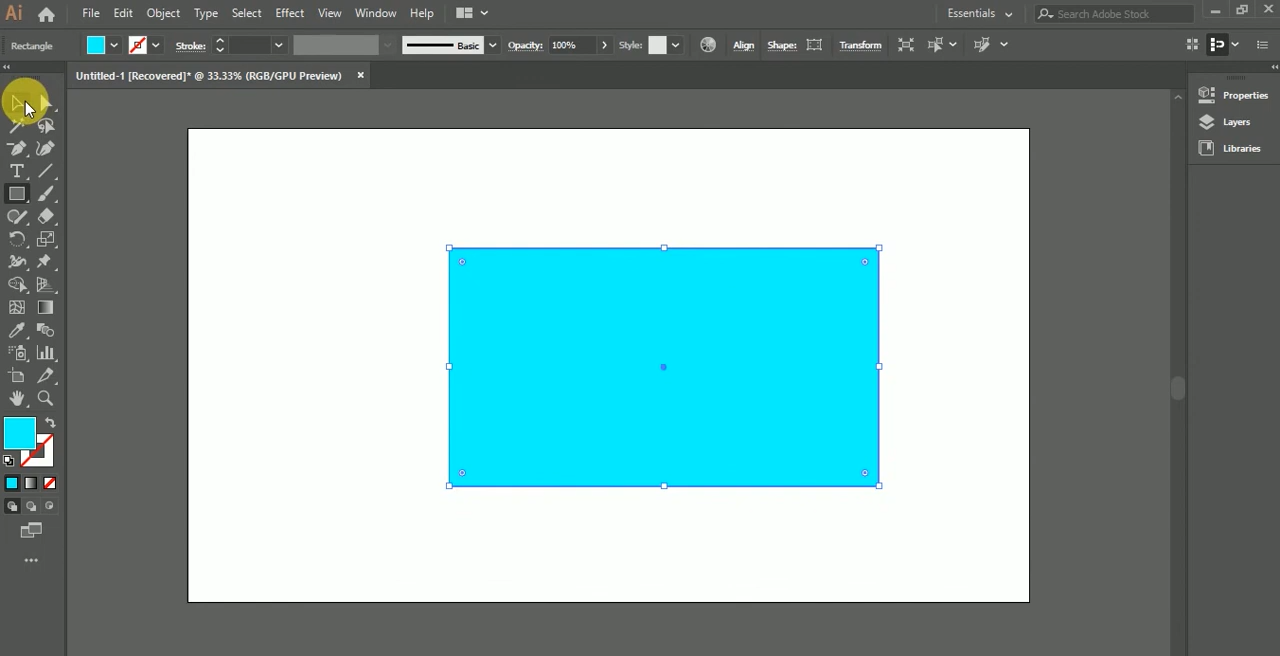 Ai File Edit Object Type Select Effect View Window Help Essentials Search Adobe Stock
Rectangle Stroke: Basic Opacity: 100% Style: Align Shape: Transform
Untitled-1 [Recovered]* @ 33.33% (RGB/GPU Preview) ×
Properties
Layers
Libraries